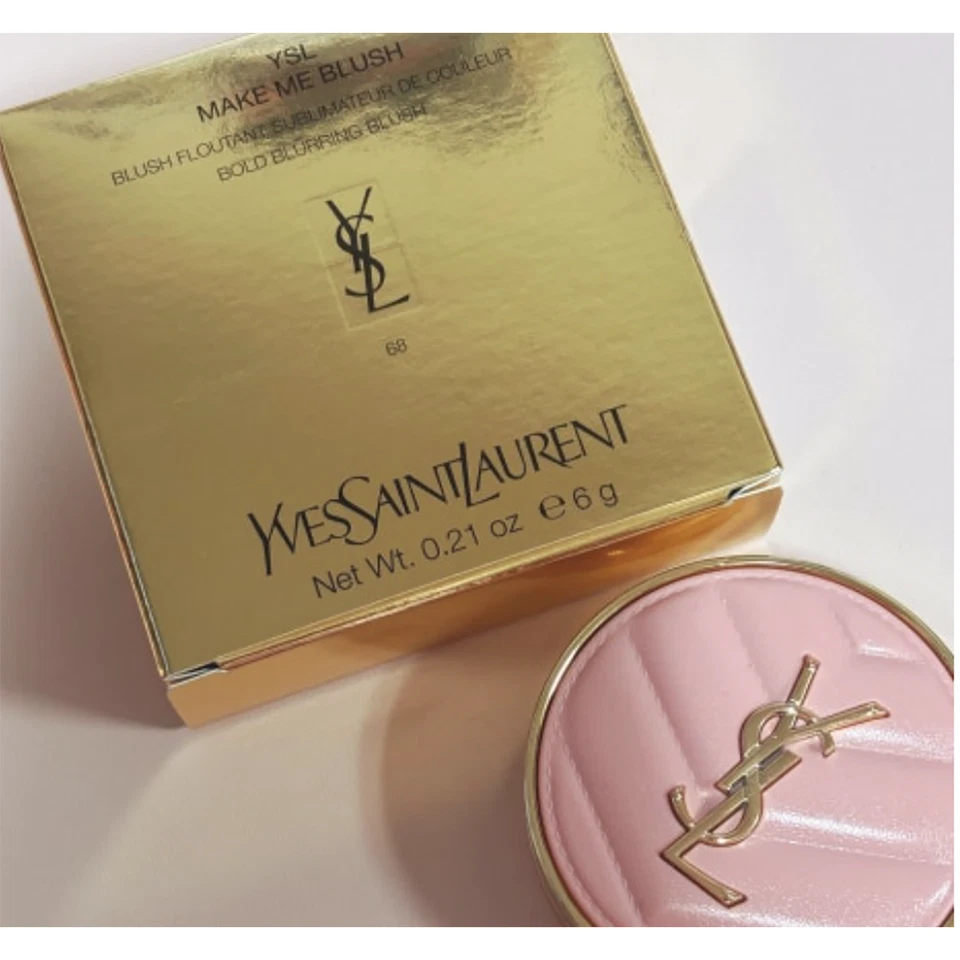 YSL
MAKE ME BLUSH
BLUSH FLOUTANT SUBLIMATEUR DE COULEUR
BOLD BLURRING BLUSH
YSL
68
YVESSAINTLAURENT
Net Wt. 0.21 oz ℮ 6 g
YSL